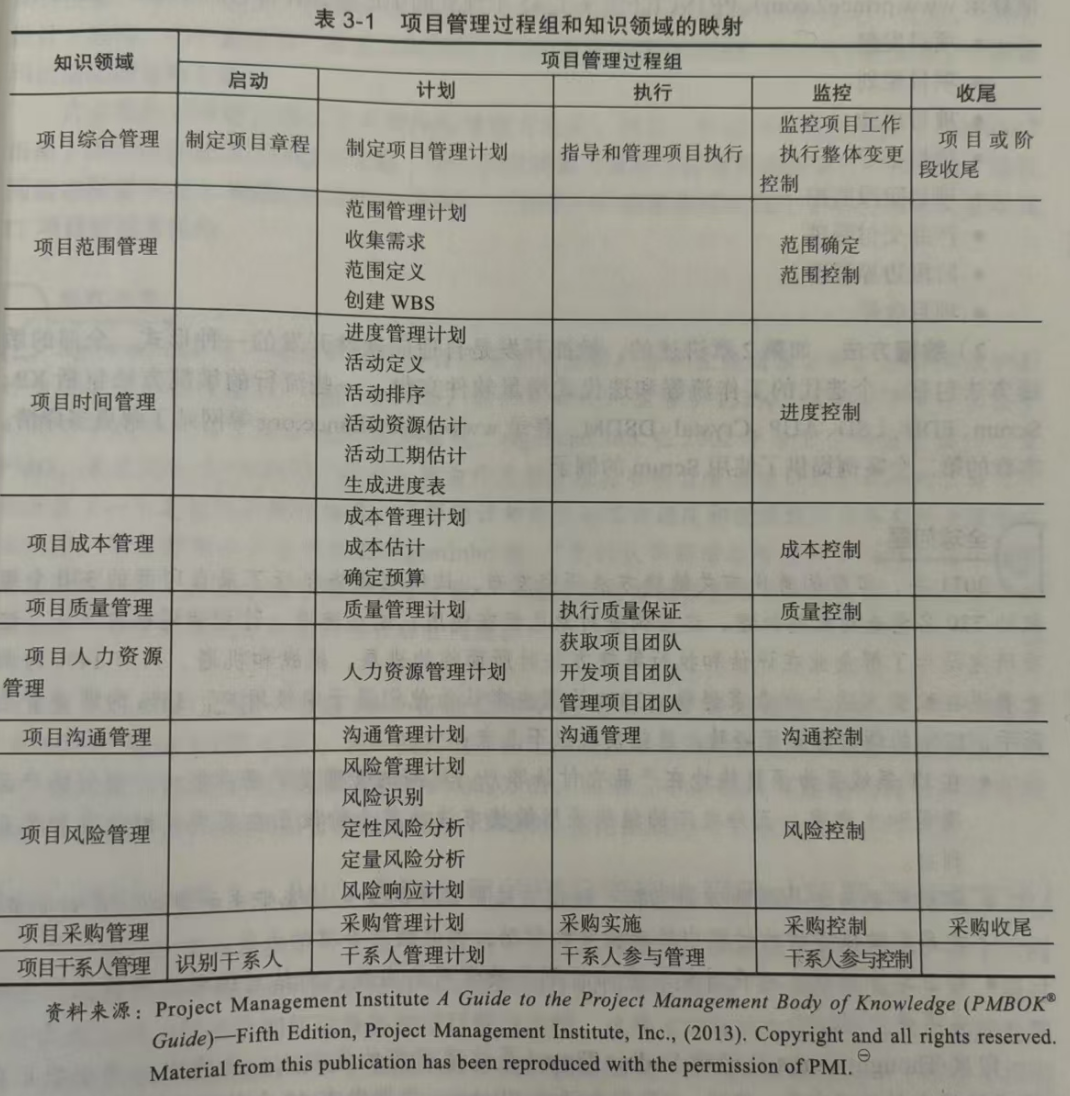 表 3-1 项目管理过程组和知识领域的映射
知识领域 项目管理过程组
启动 计划 执行 监控 收尾
项目综合管理 制定项目章程 制定项目管理计划 指导和管理项目执行 监控项目工作 执行整体变更控制 项目或阶段收尾
项目范围管理 范围管理计划
收集需求 范围确定
范围定义 范围控制
创建 WBS
项目时间管理 进度管理计划
活动定义
活动排序
活动资源估计 进度控制
活动工期估计
生成进度表
项目成本管理 成本管理计划
成本估计 成本控制
确定预算
项目质量管理 质量管理计划 执行质量保证 质量控制
项目人力资源管理 人力资源管理计划 获取项目团队
开发项目团队
管理项目团队
项目沟通管理 沟通管理计划 沟通管理 沟通控制
项目风险管理 风险管理计划
风险识别
定性风险分析 风险控制
定量风险分析
风险响应计划
项目采购管理 采购管理计划 采购实施 采购控制 采购收尾
项目干系人管理 识别干系人 干系人管理计划 干系人参与管理 干系人参与控制
资料来源：Project Management Institute A Guide to the Project Management Body of Knowledge (PMBOK®
Guide)—Fifth Edition, Project Management Institute, Inc., (2013). Copyright and all rights reserved.
Material from this publication has been reproduced with the permission of PMI.㊀